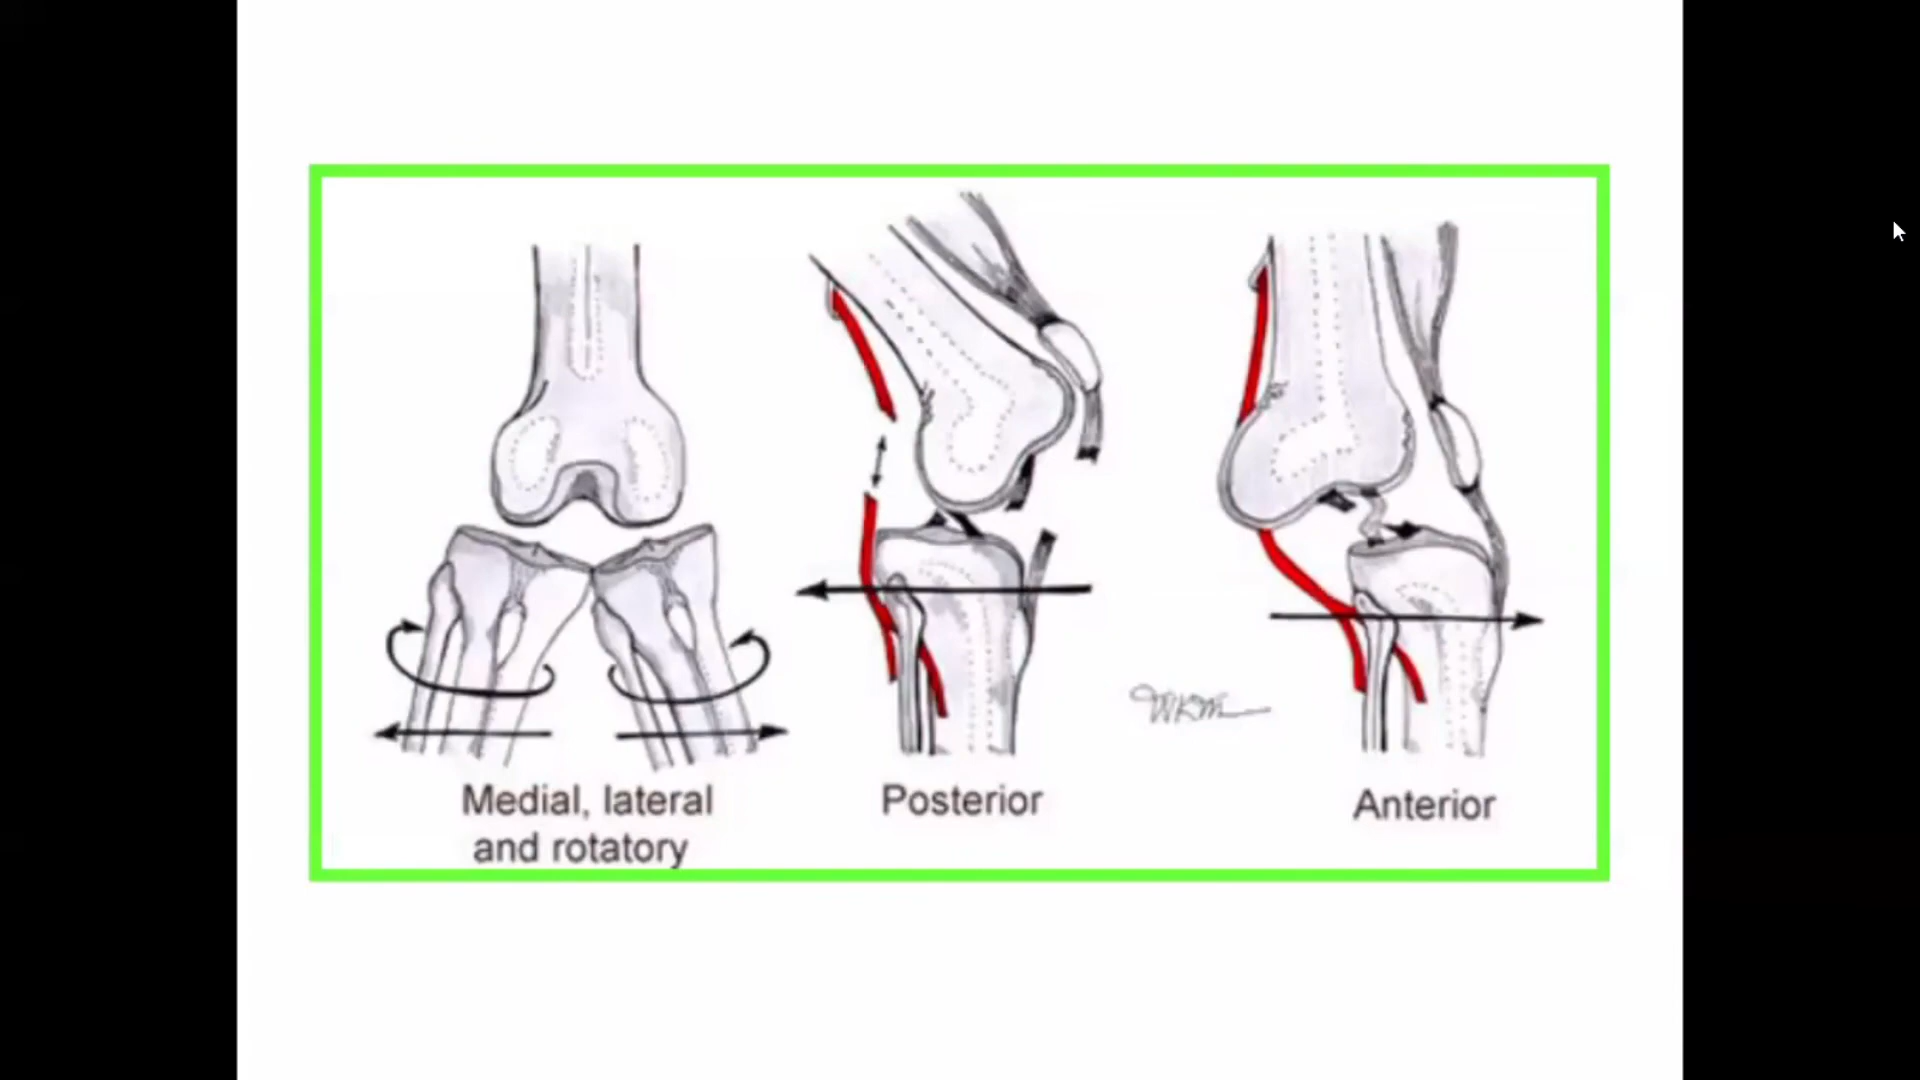 Medial, lateral
and rotatory
Posterior
Anterior